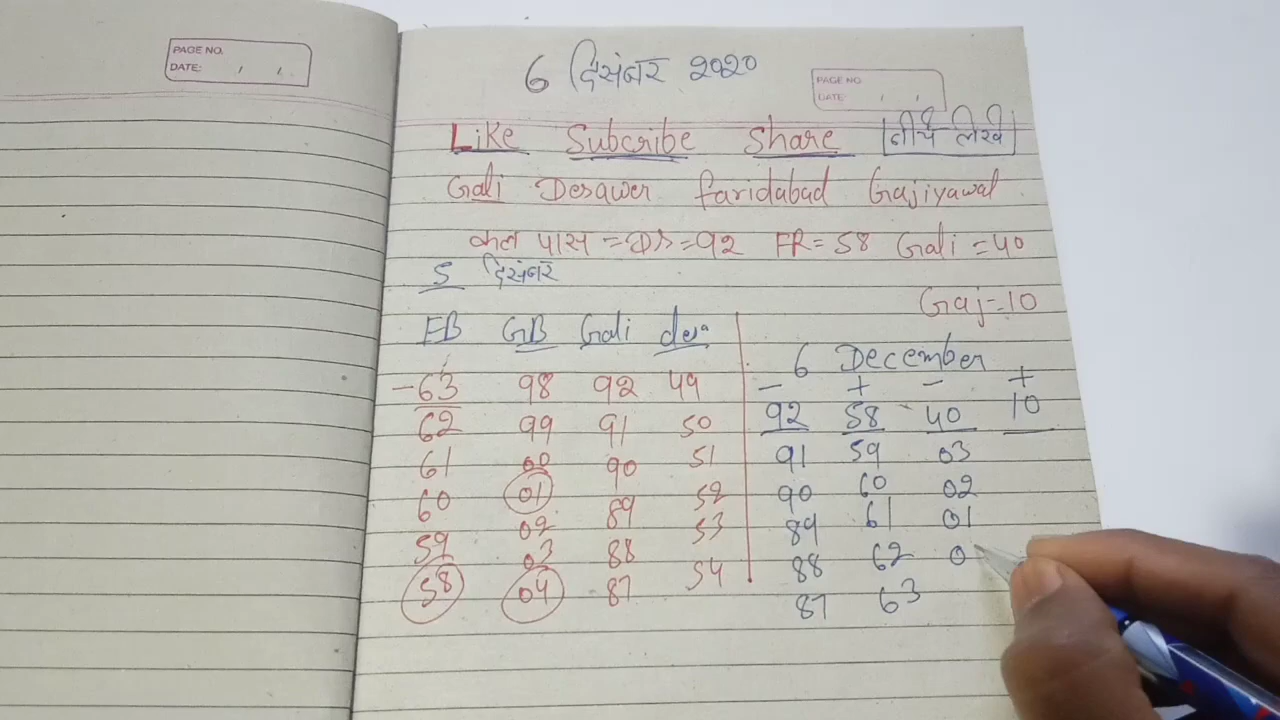 PAGE NO.
DATE:
6 दिसंबर 2020
PAGE NO.
DATE:
Like Subcribe Share नीचे लिखे
Gali Desawer faridabad Gajiyawal
कल पास = DS = 92 FR = 58 Gali = 40
5 दिसंबर
Gaj = 10
FB GB Gali des
-63 98 92 49
62 99 91 50
61 00 90 51
60 01 89 52
59 02 88 53
58 03 87 54
04
6 December
- + - +
92 58 40 10
91 59 03
90 60 02
89 61 01
88 62 0
87 63